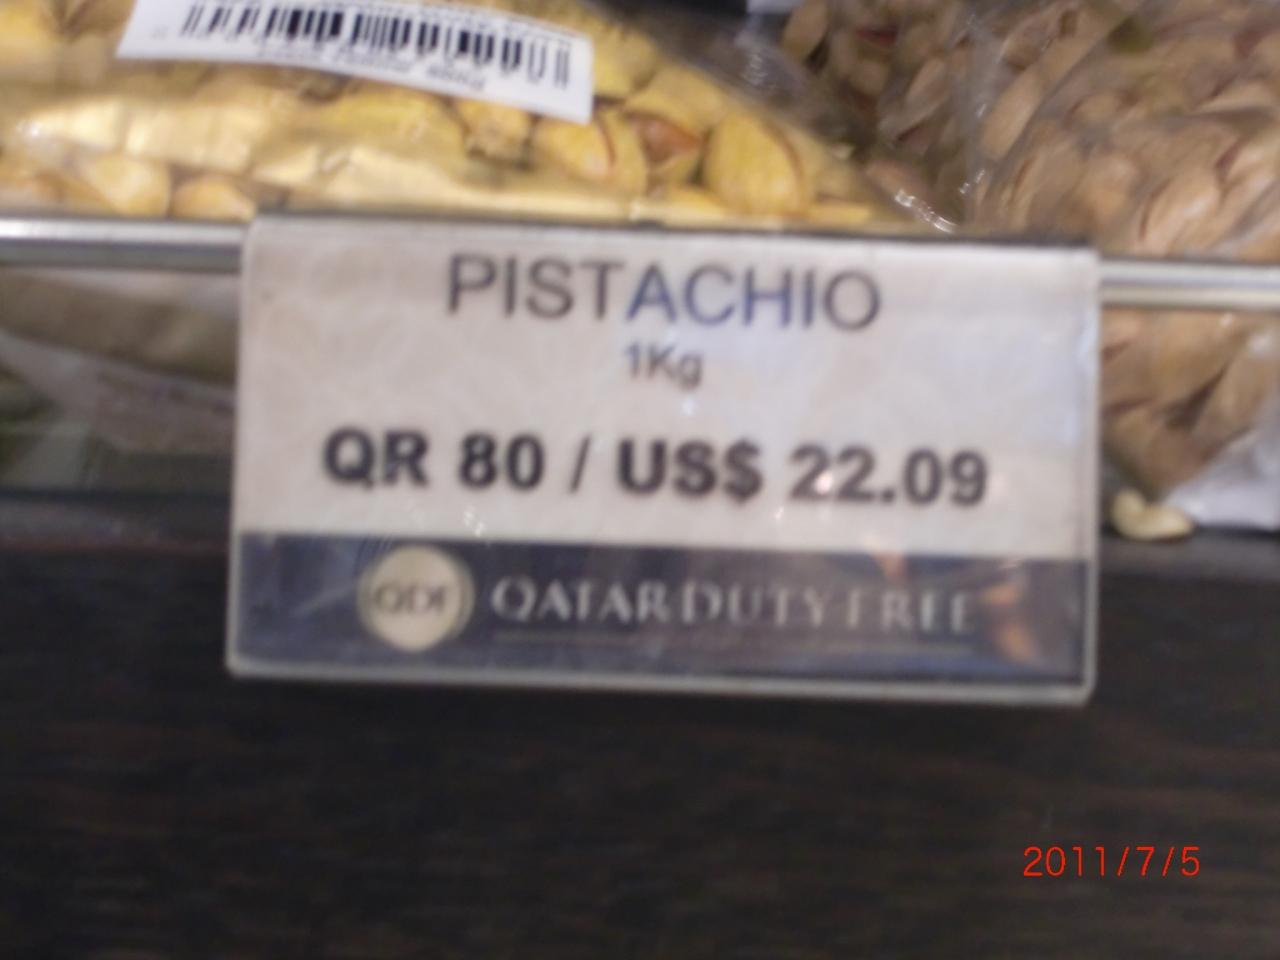 PISTACHIO
1Kg
QR 80 / US$ 22.09
QDF QATAR DUTY FREE
2011/7/5